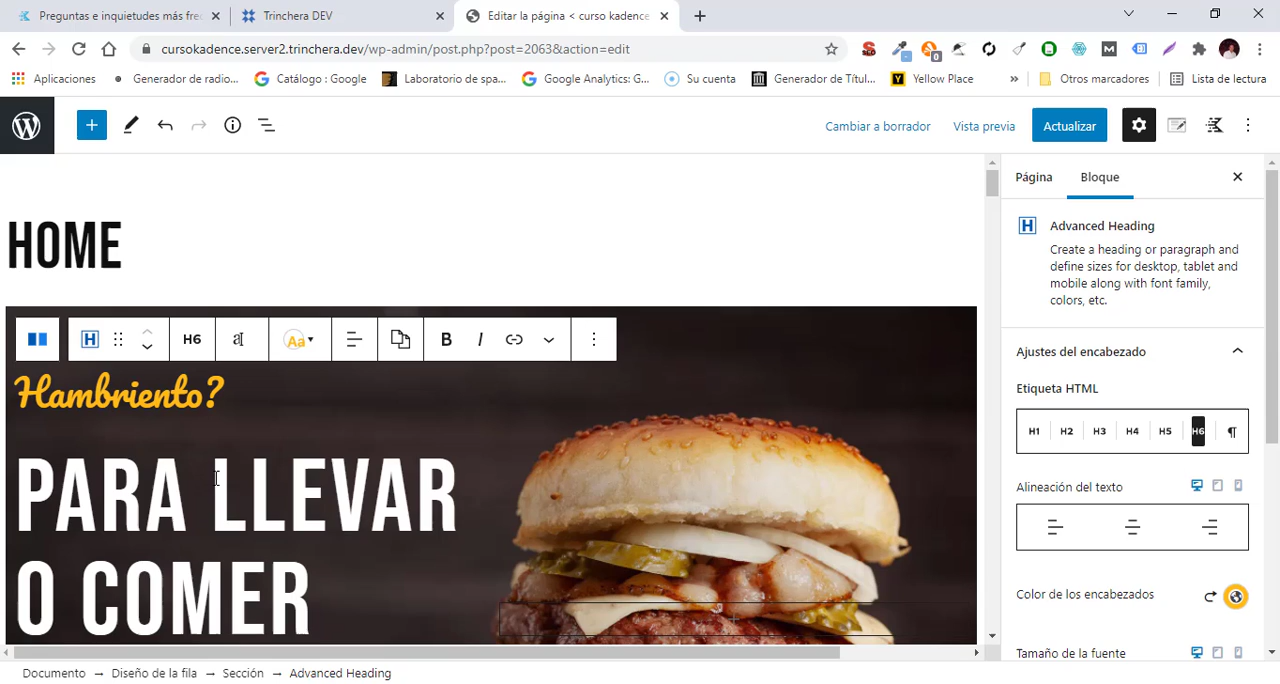 Preguntas e inquietudes más frec
Trinchera DEV
Editar la página < curso kadence
cursokadence.server2.trinchera.dev/wp-admin/post.php?post=2063&action=edit
Aplicaciones
Generador de radio...
Catálogo : Google
Laboratorio de spa...
Google Analytics: G...
Su cuenta
Generador de Títul...
Yellow Place
»
Otros marcadores
Lista de lectura
Cambiar a borrador
Vista previa
Actualizar
Página
Bloque
HOME
Advanced Heading
Create a heading or paragraph and
define sizes for desktop, tablet and
mobile along with font family,
colors, etc.
H H6 Aa B I
Hambriento?
PARA LLEVAR
O COMER
Ajustes del encabezado
Etiqueta HTML
H1 H2 H3 H4 H5 H6 ¶
Alineación del texto
Color de los encabezados
Tamaño de la fuente
Documento → Diseño de la fila → Sección → Advanced Heading